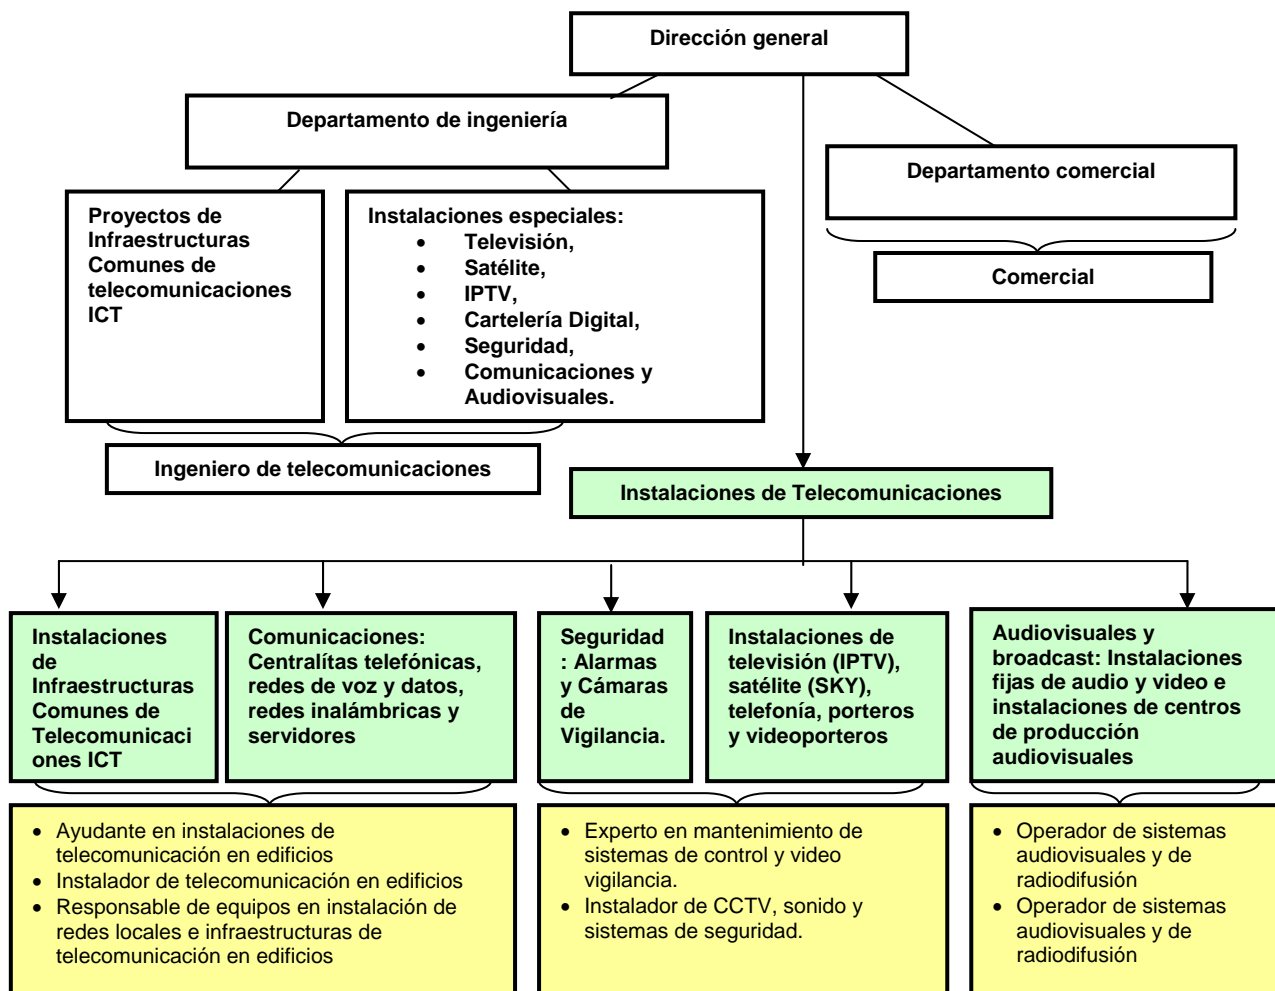 Dirección general
Departamento de ingeniería
Departamento comercial
Proyectos de
Infraestructuras
Comunes de
telecomunicaciones
ICT
Instalaciones especiales:
• Televisión,
• Satélite,
• IPTV,
• Cartelería Digital,
• Seguridad,
• Comunicaciones y
Audiovisuales.
Comercial
Ingeniero de telecomunicaciones
Instalaciones de Telecomunicaciones
Instalaciones
de
Infraestructuras
Comunes de
Telecomunicaci
ones ICT
Comunicaciones:
Centralítas telefónicas,
redes de voz y datos,
redes inalámbricas y
servidores
Seguridad
: Alarmas
y Cámaras
de
Vigilancia.
Instalaciones de
televisión (IPTV),
satélite (SKY),
telefonía, porteros
y videoporteros
Audiovisuales y
broadcast: Instalaciones
fijas de audio y video e
instalaciones de centros
de producción
audiovisuales
• Ayudante en instalaciones de
telecomunicación en edificios
• Instalador de telecomunicación en edificios
• Responsable de equipos en instalación de
redes locales e infraestructuras de
telecomunicación en edificios
• Experto en mantenimiento de
sistemas de control y video
vigilancia.
• Instalador de CCTV, sonido y
sistemas de seguridad.
• Operador de sistemas
audiovisuales y de
radiodifusión
• Operador de sistemas
audiovisuales y de
radiodifusión